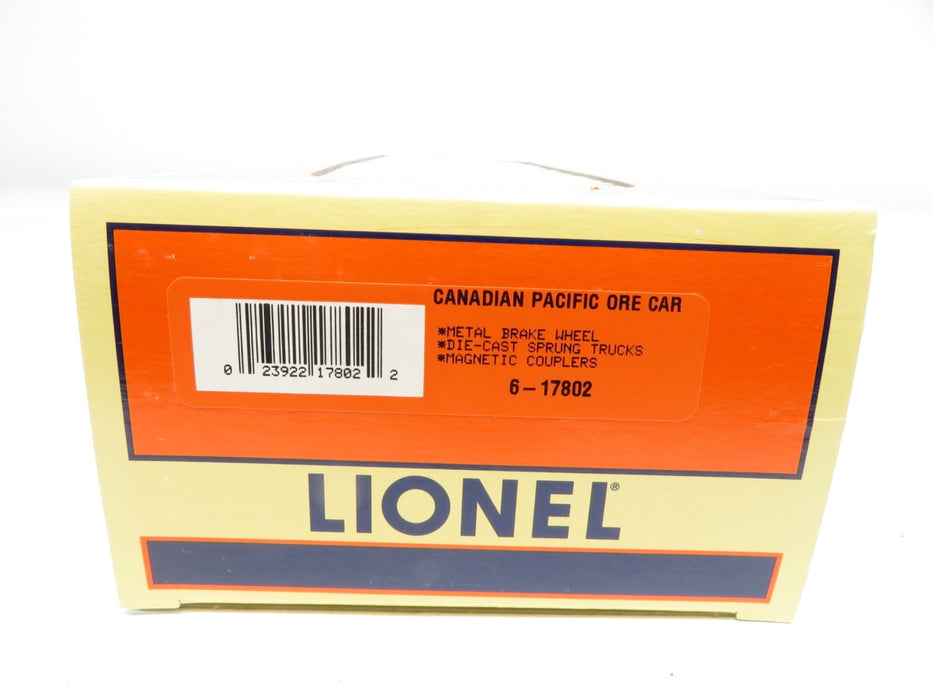 CANADIAN PACIFIC ORE CAR
*METAL BRAKE WHEEL
*DIE-CAST SPRUNG TRUCKS
*MAGNETIC COUPLERS
6-17802
0 23922 17802 2
LIONEL®